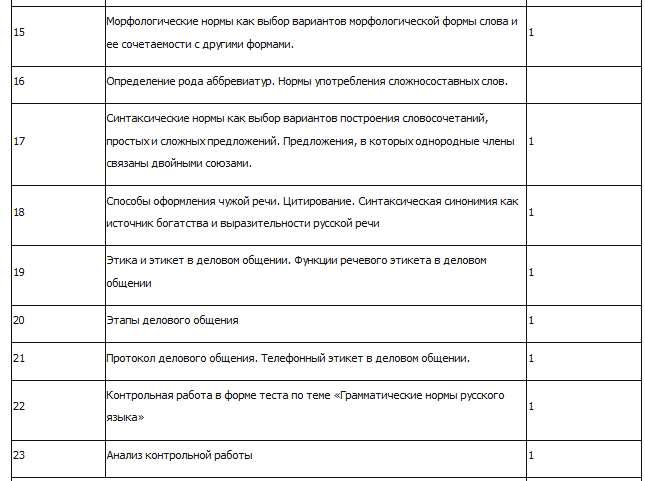 15 Морфологические нормы как выбор вариантов морфологической формы слова и 1
ее сочетаемости с другими формами.
16 Определение рода аббревиатур. Нормы употребления сложносоставных слов.
Синтаксические нормы как выбор вариантов построения словосочетаний,
17 простых и сложных предложений. Предложения, в которых однородные члены 1
связаны двойными союзами.
18 Способы оформления чужой речи. Цитирование. Синтаксическая синонимия как 1
источник богатства и выразительности русской речи
19 Этика и этикет в деловом общении. Функции речевого этикета в деловом 1
общении
20 Этапы делового общения 1
21 Протокол делового общения. Телефонный этикет в деловом общении. 1
22 Контрольная работа в форме теста по теме «Грамматические нормы русского 1
языка»
23 Анализ контрольной работы 1